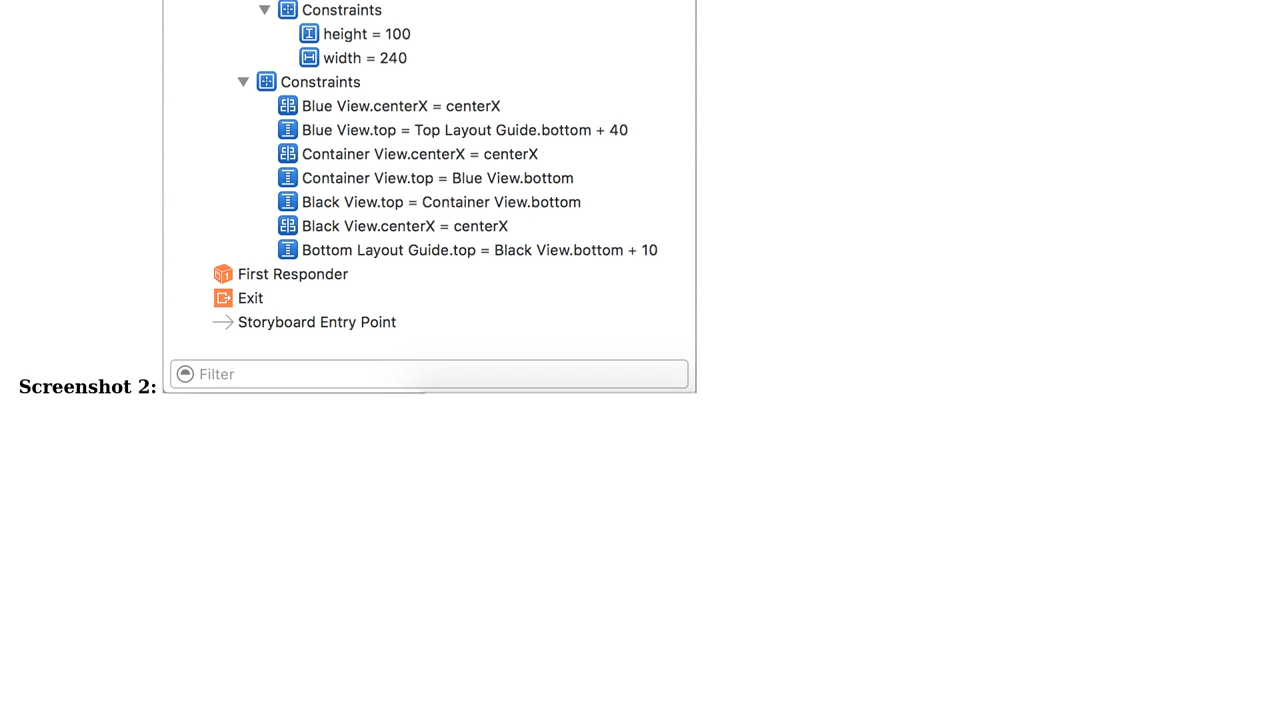 Constraints
height = 100
width = 240
Constraints
Blue View.centerX = centerX
Blue View.top = Top Layout Guide.bottom + 40
Container View.centerX = centerX
Container View.top = Blue View.bottom
Black View.top = Container View.bottom
Black View.centerX = centerX
Bottom Layout Guide.top = Black View.bottom + 10
First Responder
Exit
Storyboard Entry Point
Filter
Screenshot 2: